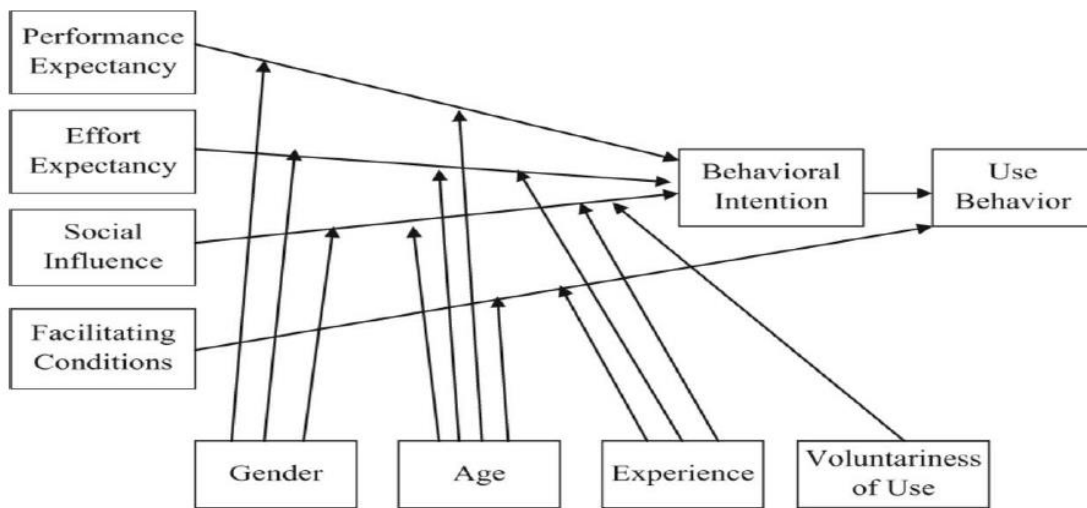 Performance
Expectancy
Effort
Expectancy
Social
Influence
Facilitating
Conditions
Behavioral
Intention
Use
Behavior
Gender
Age
Experience
Voluntariness
of Use